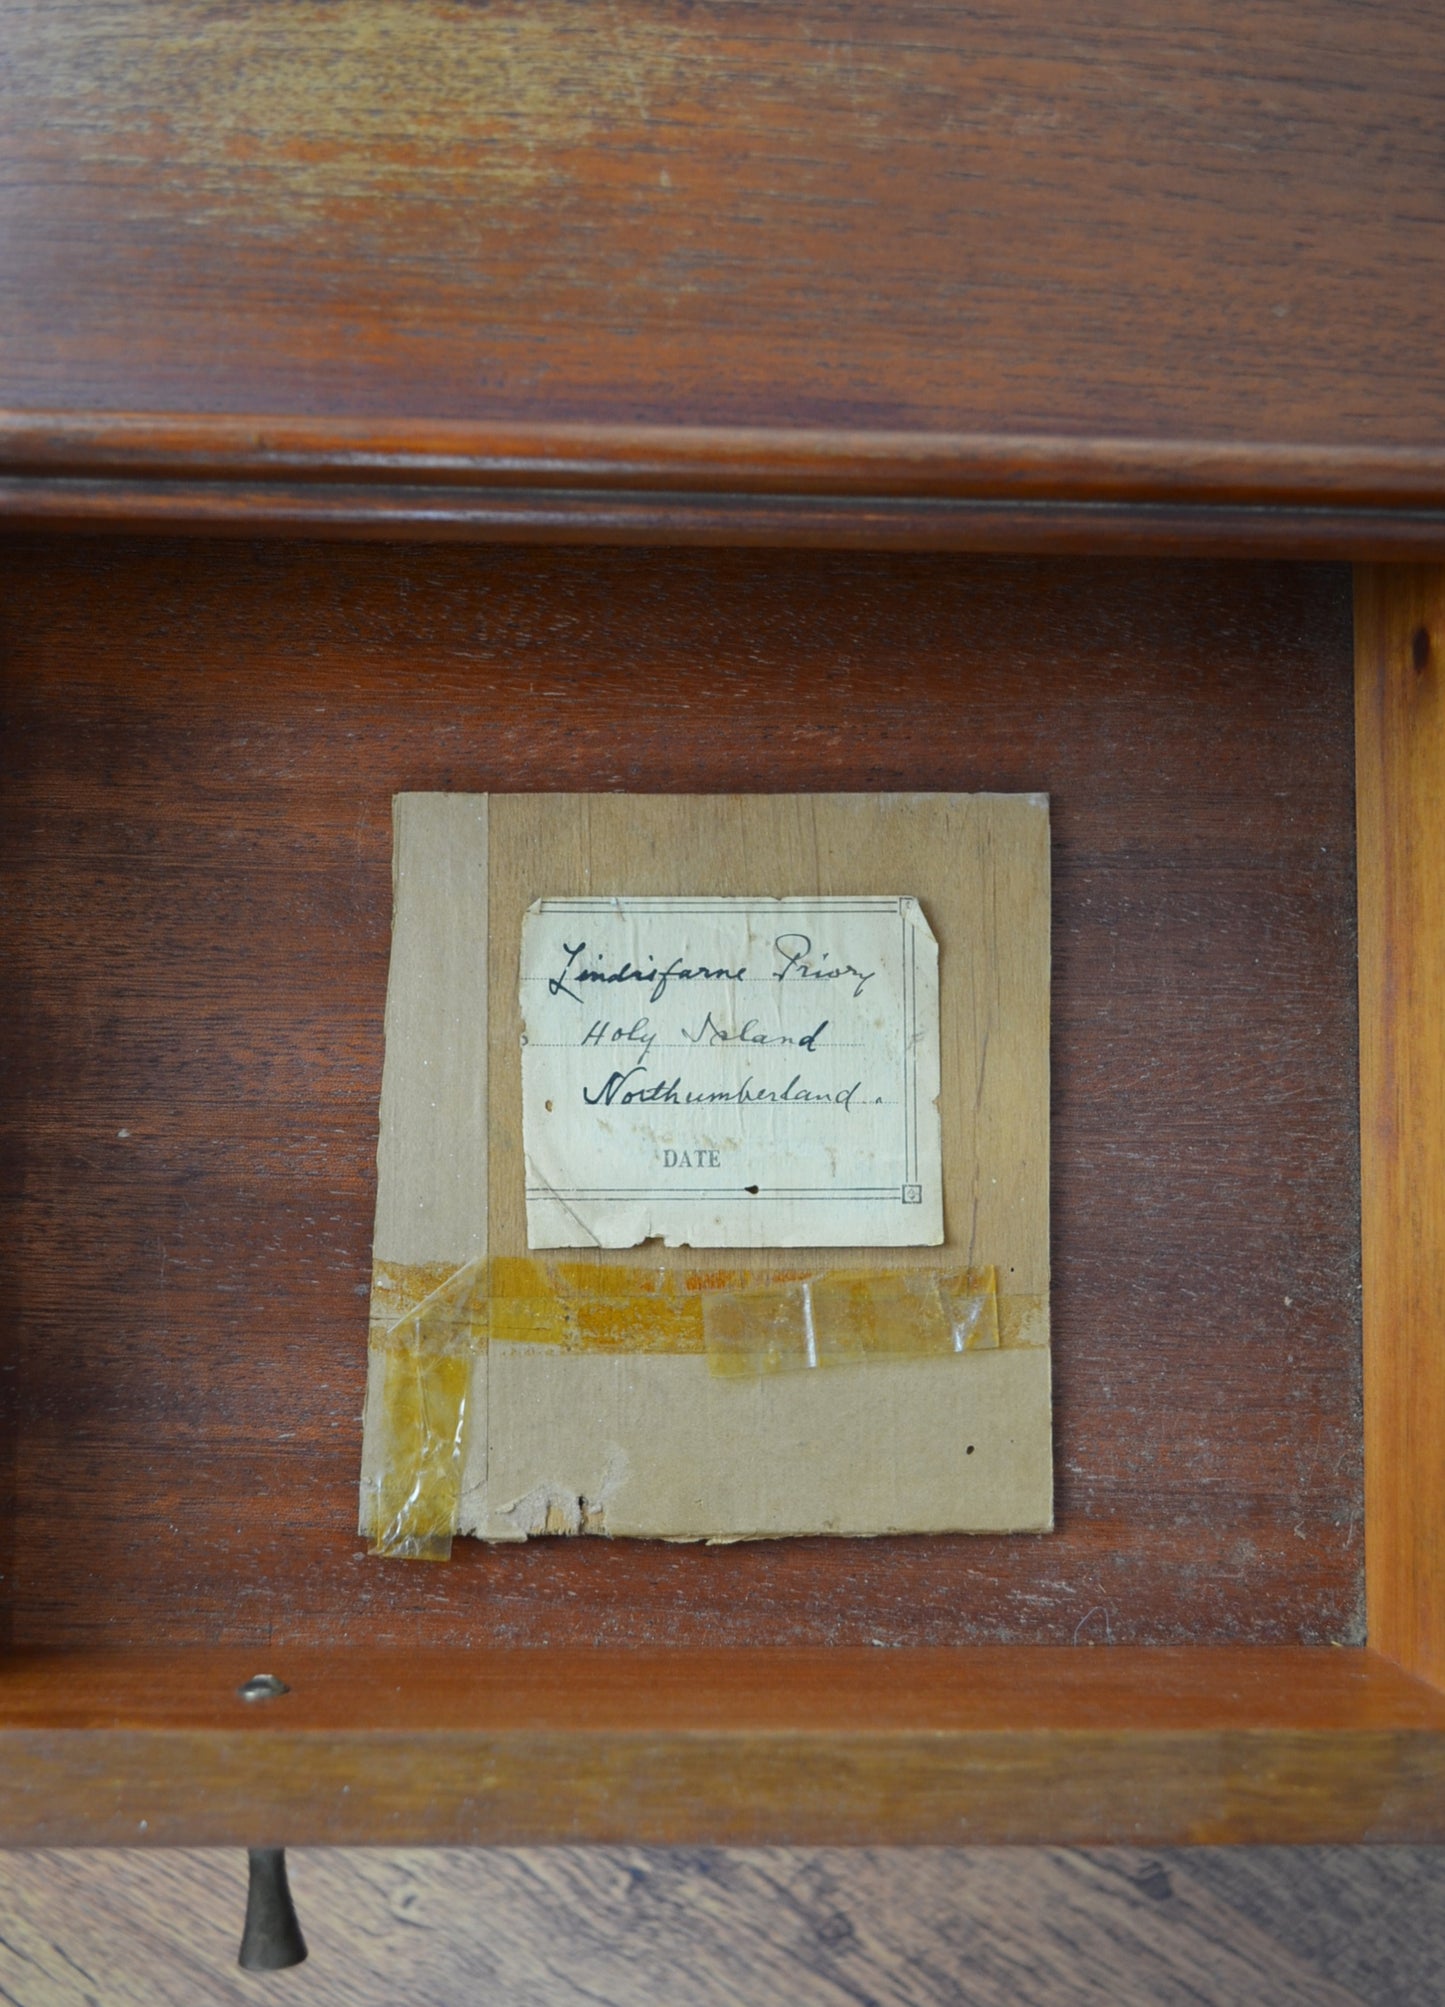 Lindisfarne Priory
Holy Island
Northumberland.
DATE